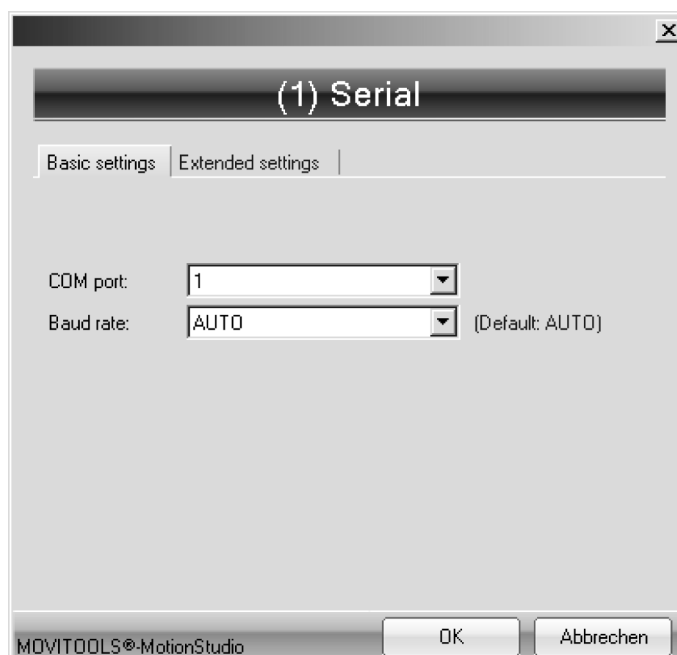 (1) Serial
Basic settings Extended settings
COM port: 1
Baud rate: AUTO (Default: AUTO)
MOVITOOLS®-MotionStudio OK Abbrechen